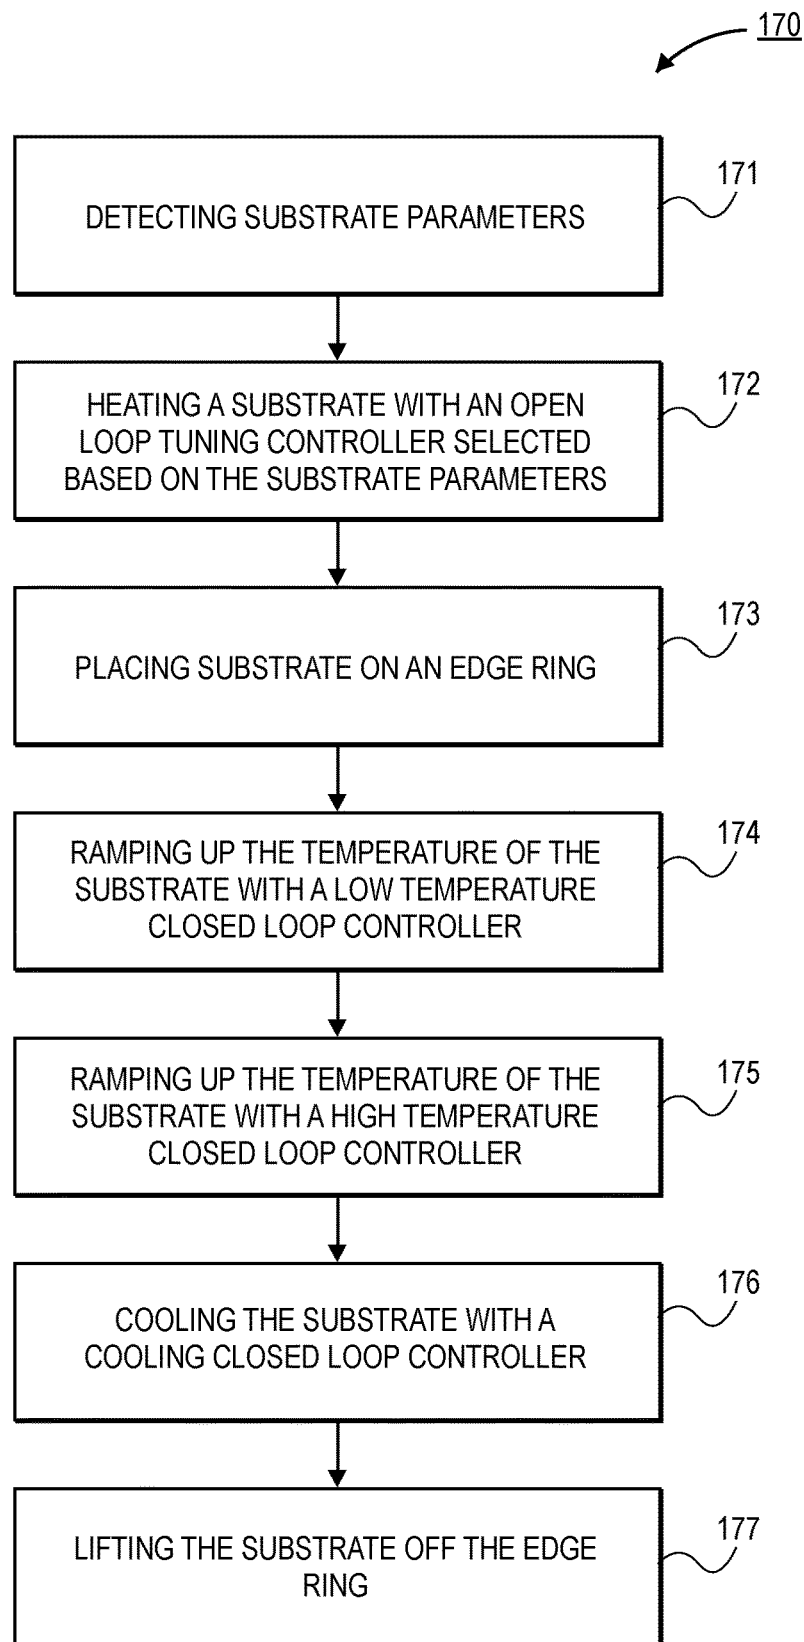 170
DETECTING SUBSTRATE PARAMETERS
171
HEATING A SUBSTRATE WITH AN OPEN
LOOP TUNING CONTROLLER SELECTED
BASED ON THE SUBSTRATE PARAMETERS
172
PLACING SUBSTRATE ON AN EDGE RING
173
RAMPING UP THE TEMPERATURE OF THE
SUBSTRATE WITH A LOW TEMPERATURE
CLOSED LOOP CONTROLLER
174
RAMPING UP THE TEMPERATURE OF THE
SUBSTRATE WITH A HIGH TEMPERATURE
CLOSED LOOP CONTROLLER
175
COOLING THE SUBSTRATE WITH A
COOLING CLOSED LOOP CONTROLLER
176
LIFTING THE SUBSTRATE OFF THE EDGE
RING
177